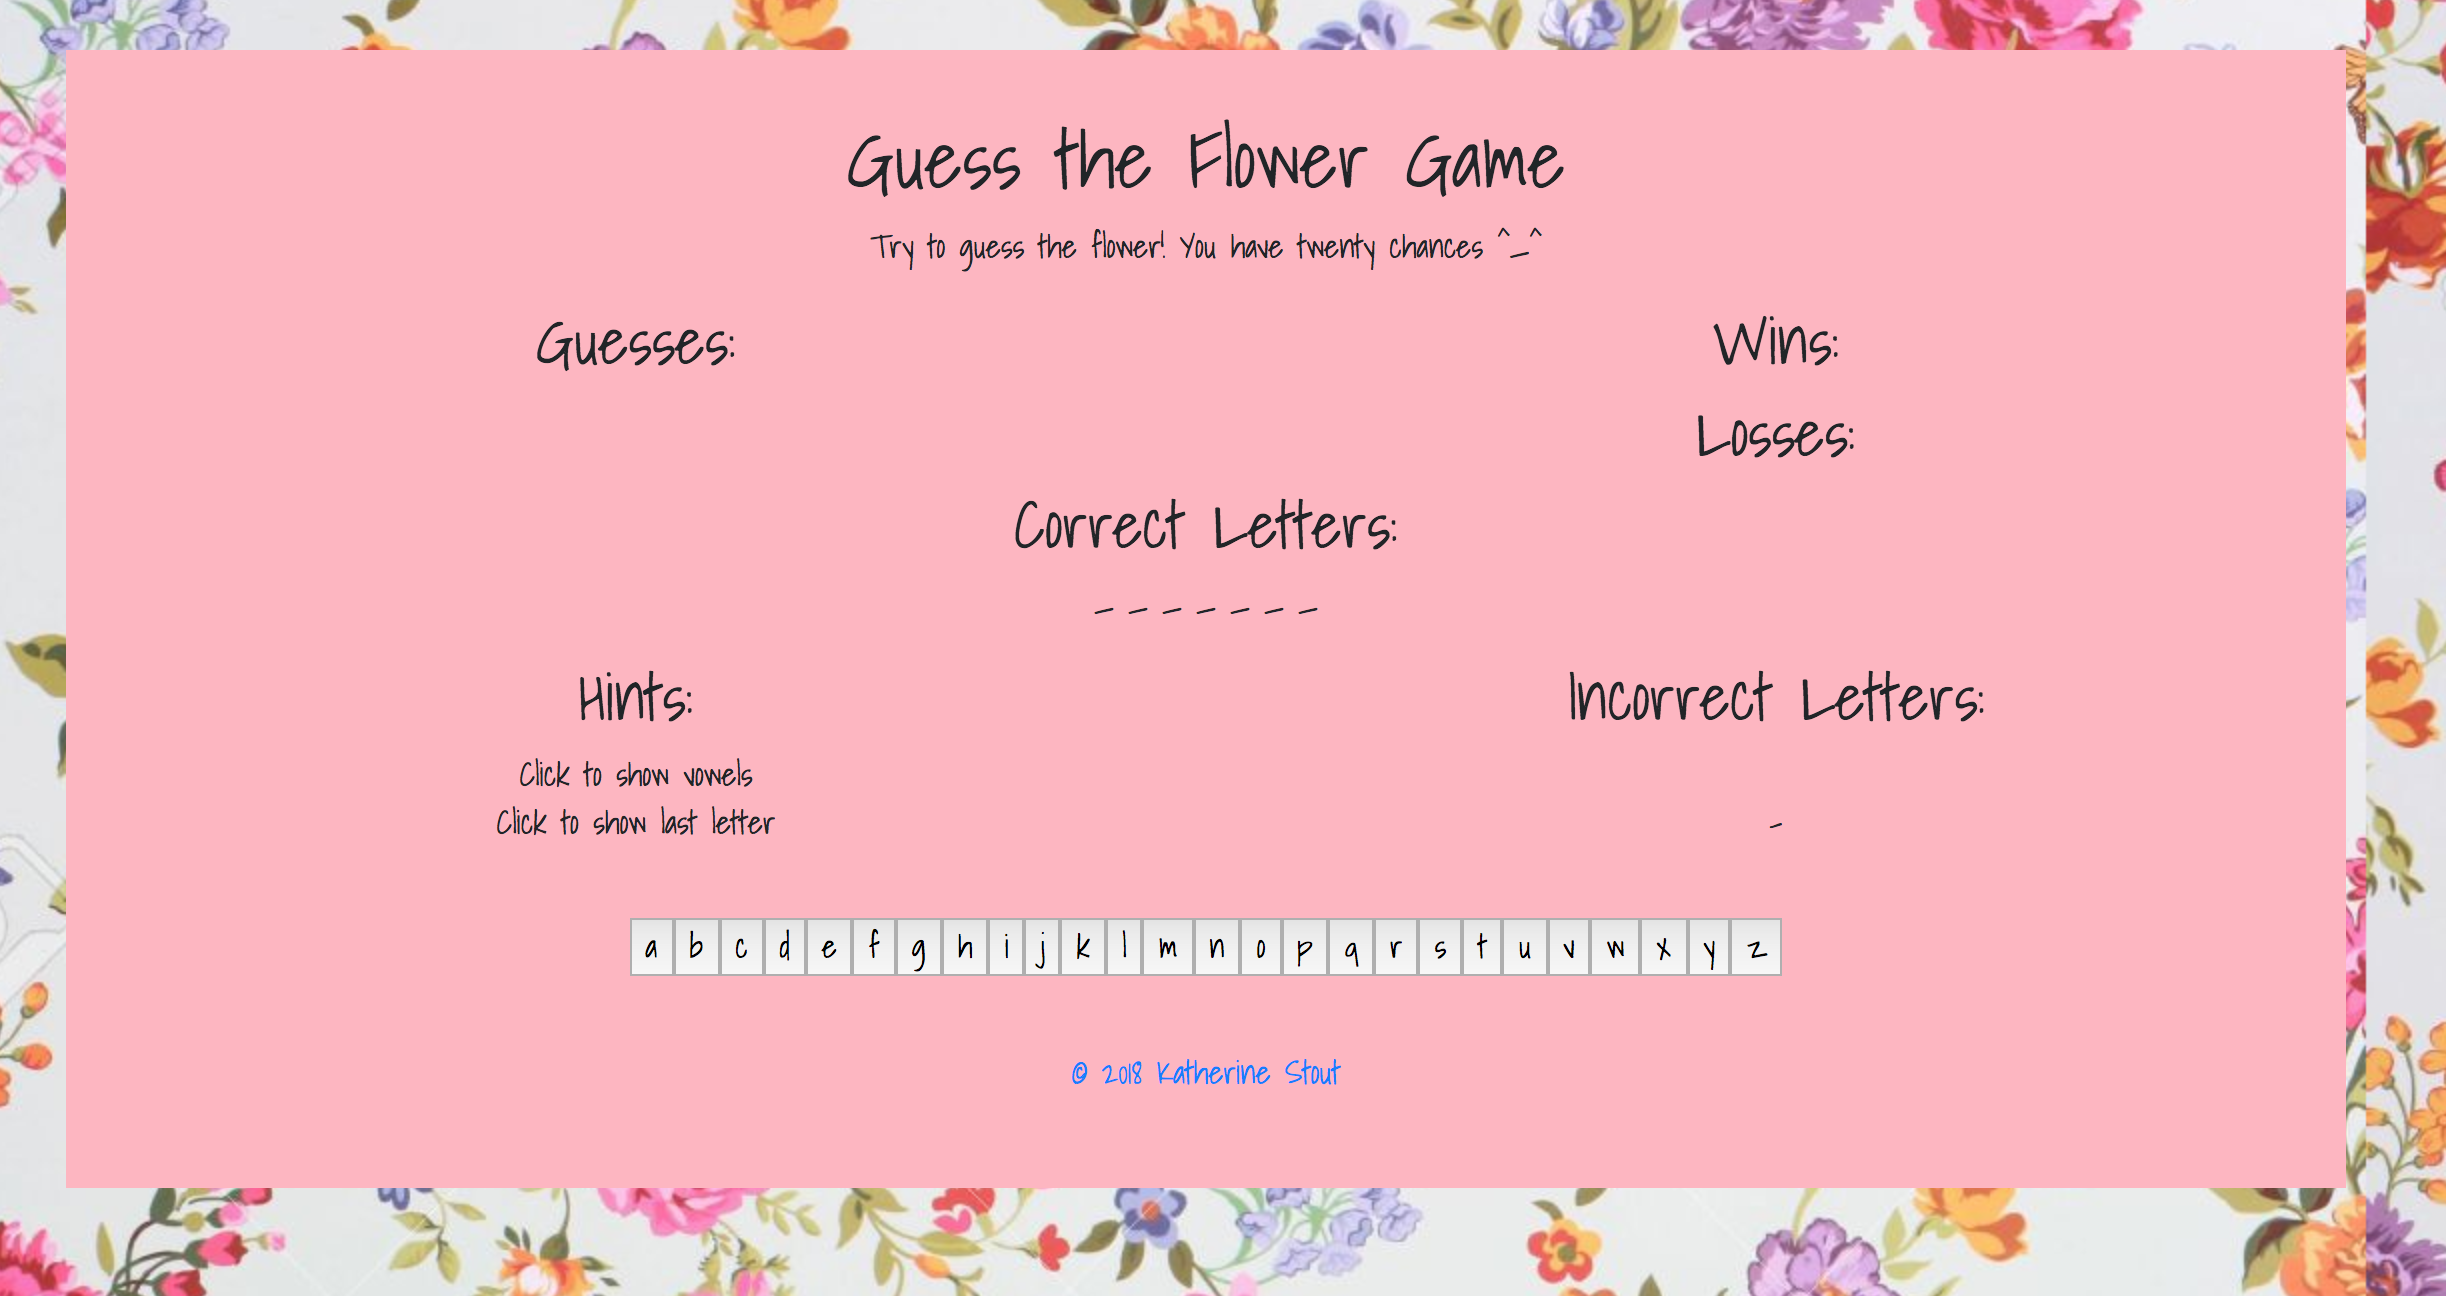 Guess the Flower Game
Try to guess the flower! You have twenty chances ^_^
Guesses:
Wins:
Losses:
Correct Letters:
_ _ _ _ _ _ _
Hints:
Incorrect Letters:
Click to show vowels
Click to show last letter
-
a b c d e f g h i j k l m n o p q r s t u v w x y z
© 2018 Katherine Stout